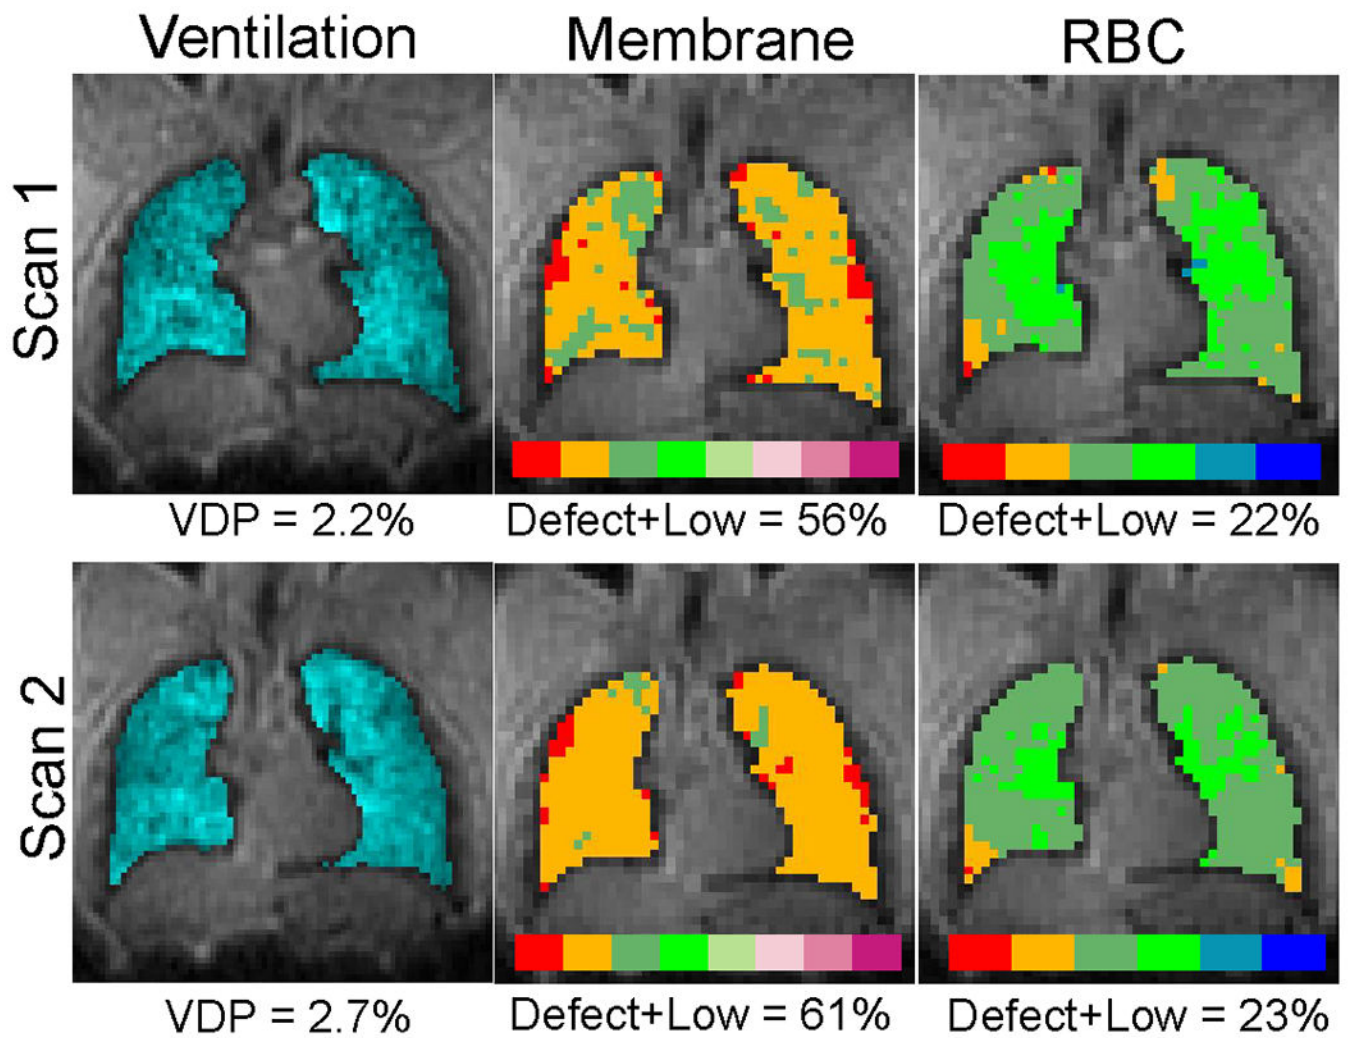 Ventilation Membrane RBC
Scan 1
VDP = 2.2% Defect+Low = 56% Defect+Low = 22%
Scan 2
VDP = 2.7% Defect+Low = 61% Defect+Low = 23%